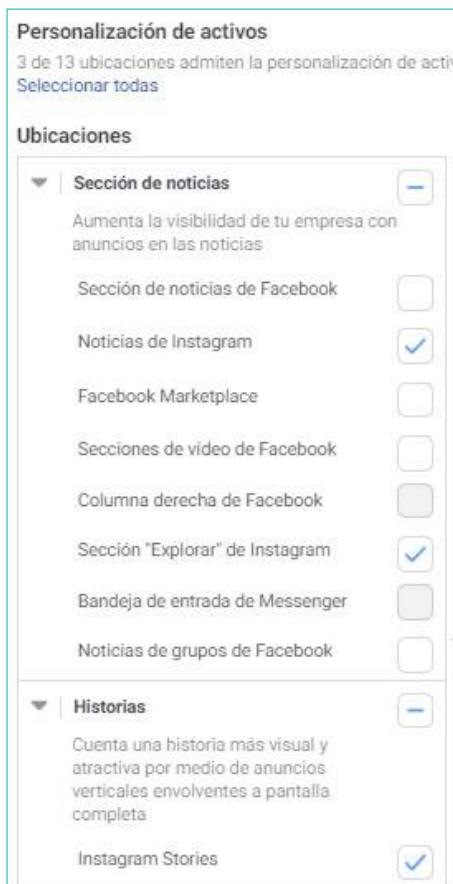 Personalización de activos
3 de 13 ubicaciones admiten la personalización de
Seleccionar todas
Ubicaciones
Sección de noticias
Aumenta la visibilidad de tu empresa con
anuncios en las noticias
Sección de noticias de Facebook
Noticias de Instagram
Facebook Marketplace
Secciones de vídeo de Facebook
Columna derecha de Facebook
Sección "Explorar" de Instagram
Bandeja de entrada de Messenger
Noticias de grupos de Facebook
Historias
Cuenta una historia más visual y
atractiva por medio de anuncios
verticales envolventes a pantalla
completa
Instagram Stories